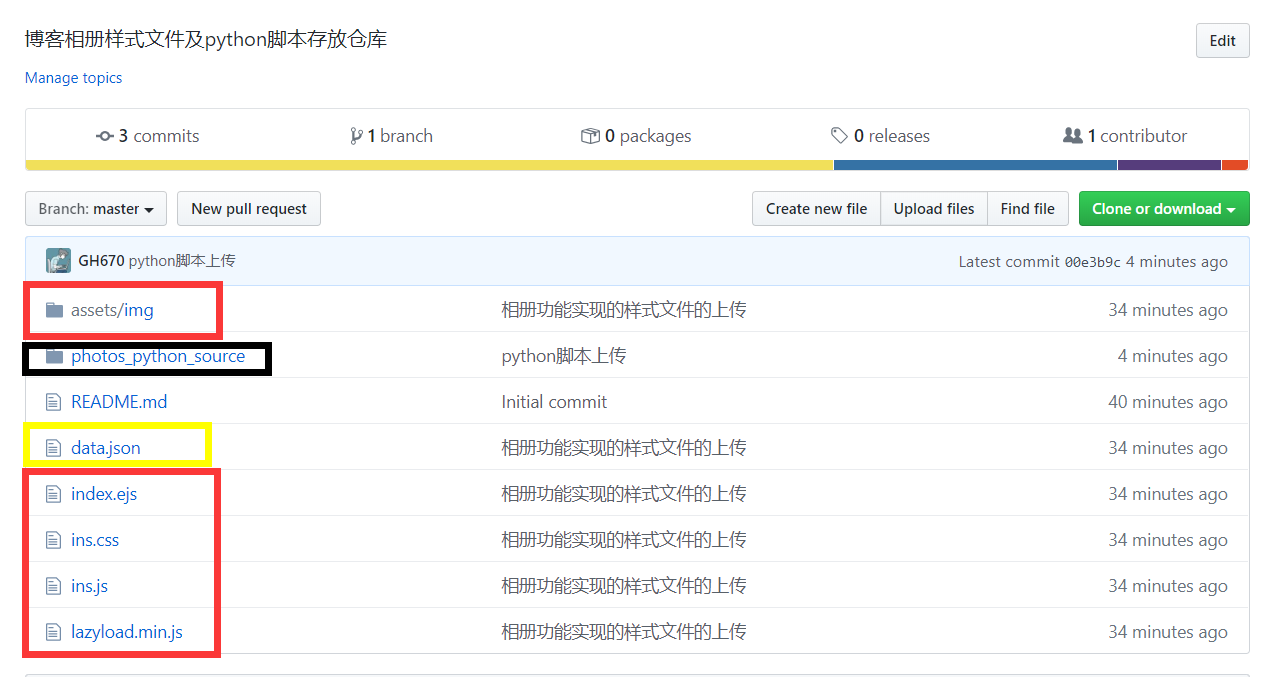 博客相册样式文件及python脚本存放仓库
Edit
Manage topics
3 commits 1 branch 0 packages 0 releases 1 contributor
Branch: master New pull request Create new file Upload files Find file Clone or download
GH670 python脚本上传 Latest commit 00e3b9c 4 minutes ago
assets/img 相册功能实现的样式文件的上传 34 minutes ago
photos_python_source python脚本上传 4 minutes ago
README.md Initial commit 40 minutes ago
data.json 相册功能实现的样式文件的上传 34 minutes ago
index.ejs 相册功能实现的样式文件的上传 34 minutes ago
ins.css 相册功能实现的样式文件的上传 34 minutes ago
ins.js 相册功能实现的样式文件的上传 34 minutes ago
lazyload.min.js 相册功能实现的样式文件的上传 34 minutes ago